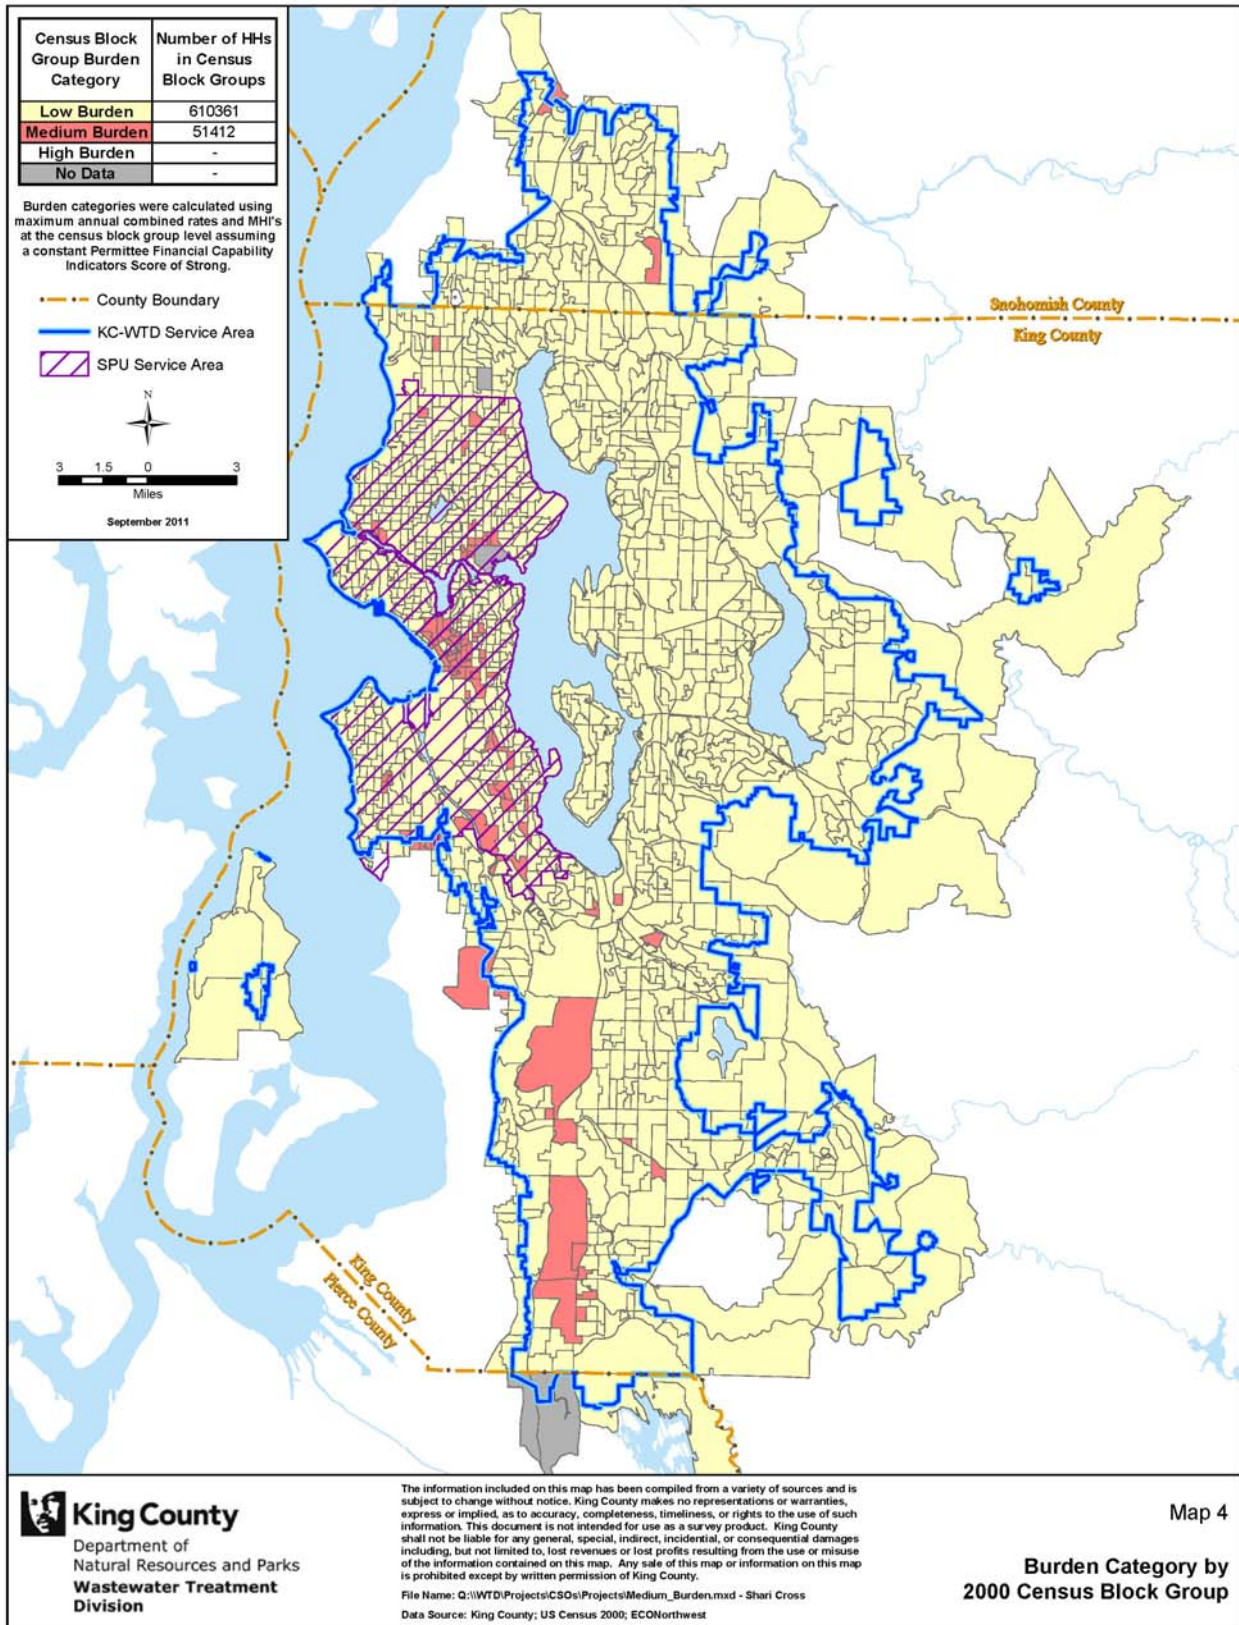 Census Block Group Burden Category
Number of HHs in Census Block Groups
Low Burden 610361
Medium Burden 51412
High Burden -
No Data -
Burden categories were calculated using
maximum annual combined rates and MHI's
at the census block group level assuming
a constant Permittee Financial Capability
Indicators Score of Strong.
County Boundary
KC-WTD Service Area
SPU Service Area
N
3 1.5 0 3
Miles
September 2011
Snohomish County
King County
King County
Pierce County
King County
Department of
Natural Resources and Parks
Wastewater Treatment
Division
The information included on this map has been compiled from a variety of sources and is
subject to change without notice. King County makes no representations or warranties,
express or implied, as to accuracy, completeness, timeliness, or rights to the use of such
information. This document is not intended for use as a survey product. King County
shall not be liable for any general, special, indirect, incidental, or consequential damages
including, but not limited to, lost revenues or lost profits resulting from the use or misuse
of the information contained on this map. Any sale of this map or information on this map
is prohibited except by written permission of King County.
File Name: Q:\\WTD\Projects\CSOs\Projects\Medium_Burden.mxd - Shari Cross
Data Source: King County; US Census 2000; ECONorthwest
Map 4
Burden Category by
2000 Census Block Group